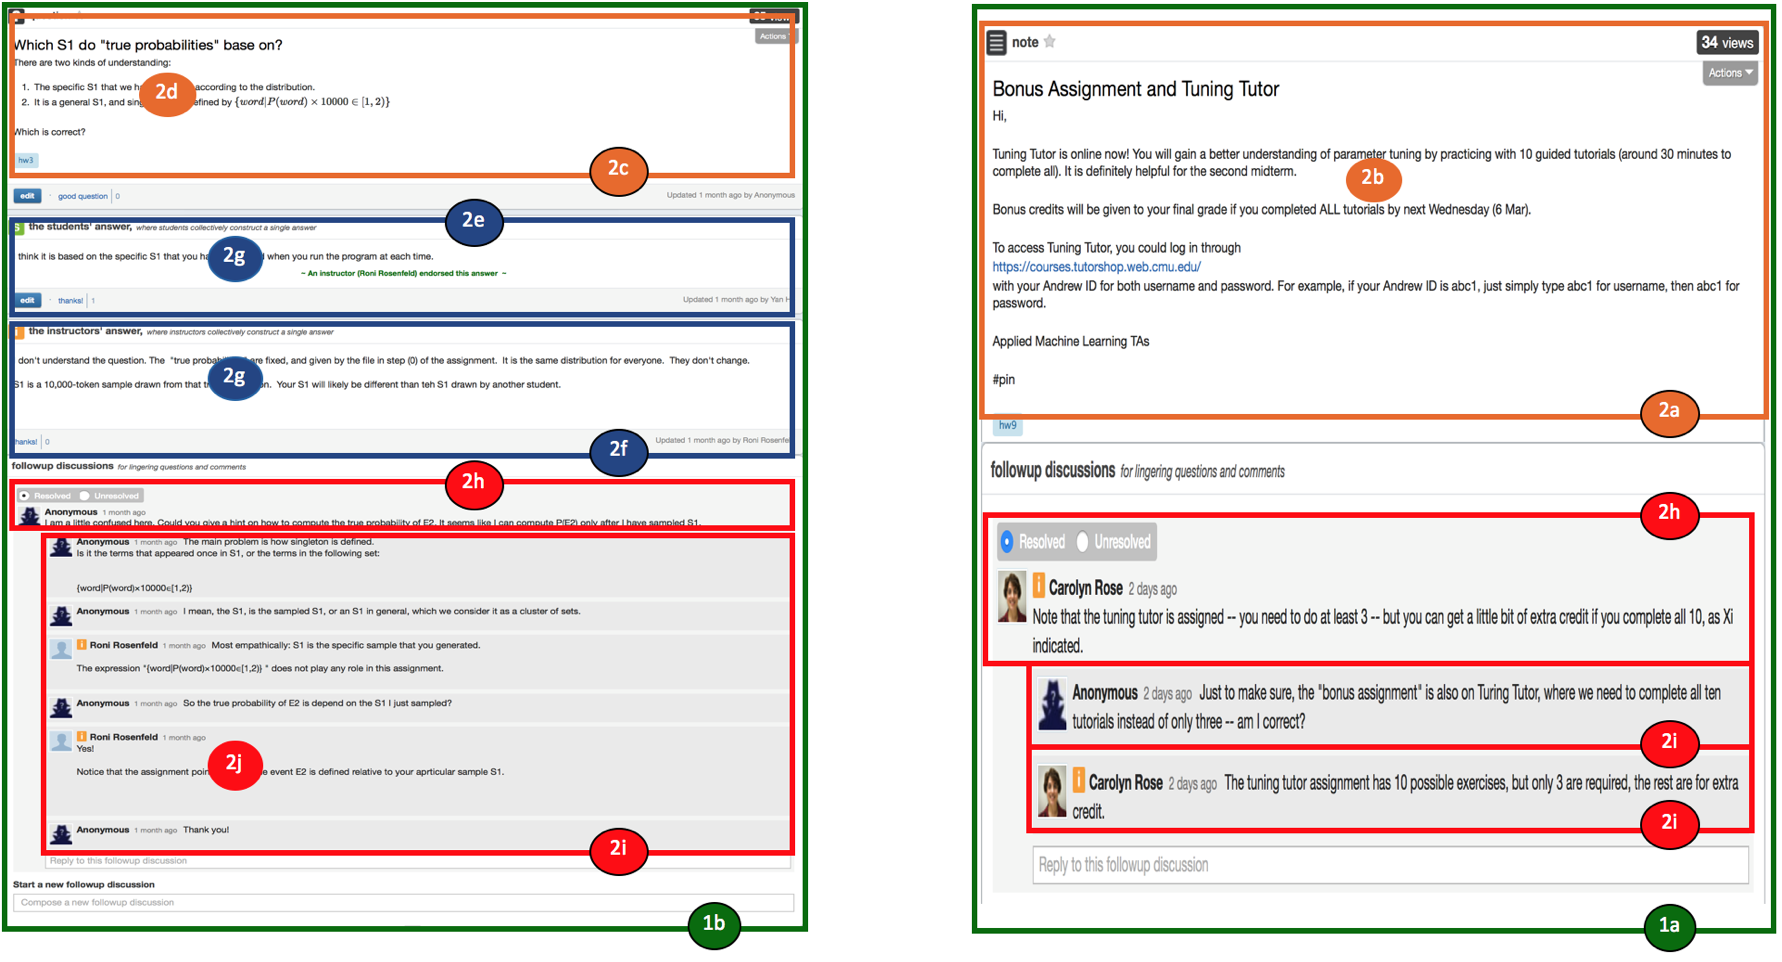 views
Actions
Which S1 do "true probabilities" base on?
There are two kinds of understanding:
1. The specific S1 that we according to the distribution.
2. It is a general S1, and defined by {word|P(word) × 10000 ∈ [1, 2)}
2d
Which is correct?
hw3
2c
edit · good question | 0
Updated 1 month ago by Anonymous
2e
the students' answer, where students collectively construct a single answer
2g
think it is based on the specific S1 that you when you run the program at each time.
~ An instructor (Roni Rosenfeld) endorsed this answer ~
edit · thanks! | 1
Updated 1 month ago by Yan
i the instructors' answer, where instructors collectively construct a single answer
don't understand the question. The "true are fixed, and given by the file in step (0) of the assignment. It is the same distribution for everyone. They don't change.
2g
S1 is a 10,000-token sample drawn from that Your S1 will likely be different than teh S1 drawn by another student.
thanks! | 0
Updated 1 month ago by Roni
2f
followup discussions for lingering questions and comments
2h
Resolved Unresolved
Anonymous 1 month ago
I am a little confused here. Could you give a hint on how to compute the true probability of E2. It seems like I can compute P(E2) only after I have sampled S1.
Anonymous 1 month ago The main problem is how singleton is defined.
Is it the terms that appeared once in S1, or the terms in the following set:
{word|P(word)×10000∈[1,2)}
Anonymous 1 month ago I mean, the S1, is the sampled S1, or an S1 in general, which we consider it as a cluster of sets.
i Roni Rosenfeld 1 month ago Most empathically: S1 is the specific sample that you generated.
The expression "{word|P(word)×10000∈[1,2)} " does not play any role in this assignment.
Anonymous 1 month ago So the true probability of E2 is depend on the S1 I just sampled?
i Roni Rosenfeld 1 month ago
Yes!
2j
Notice that the assignment event E2 is defined relative to your aprticular sample S1.
Anonymous 1 month ago Thank you!
2i
Reply to this followup discussion
Start a new followup discussion
Compose a new followup discussion
1b
note
34 views
Actions
Bonus Assignment and Tuning Tutor
Hi,
Tuning Tutor is online now! You will gain a better understanding of parameter tuning by practicing with 10 guided tutorials (around 30 minutes to
complete all). It is definitely helpful for the second midterm.
2b
Bonus credits will be given to your final grade if you completed ALL tutorials by next Wednesday (6 Mar).
To access Tuning Tutor, you could log in through
https://courses.tutorshop.web.cmu.edu/
with your Andrew ID for both username and password. For example, if your Andrew ID is abc1, just simply type abc1 for username, then abc1 for
password.
Applied Machine Learning TAs
#pin
2a
hw9
followup discussions for lingering questions and comments
2h
Resolved Unresolved
i Carolyn Rose 2 days ago
Note that the tuning tutor is assigned -- you need to do at least 3 -- but you can get a little bit of extra credit if you complete all 10, as Xi
indicated.
Anonymous 2 days ago Just to make sure, the "bonus assignment" is also on Turing Tutor, where we need to complete all ten
tutorials instead of only three -- am I correct?
2i
i Carolyn Rose 2 days ago The tuning tutor assignment has 10 possible exercises, but only 3 are required, the rest are for extra
credit.
2i
Reply to this followup discussion
1a